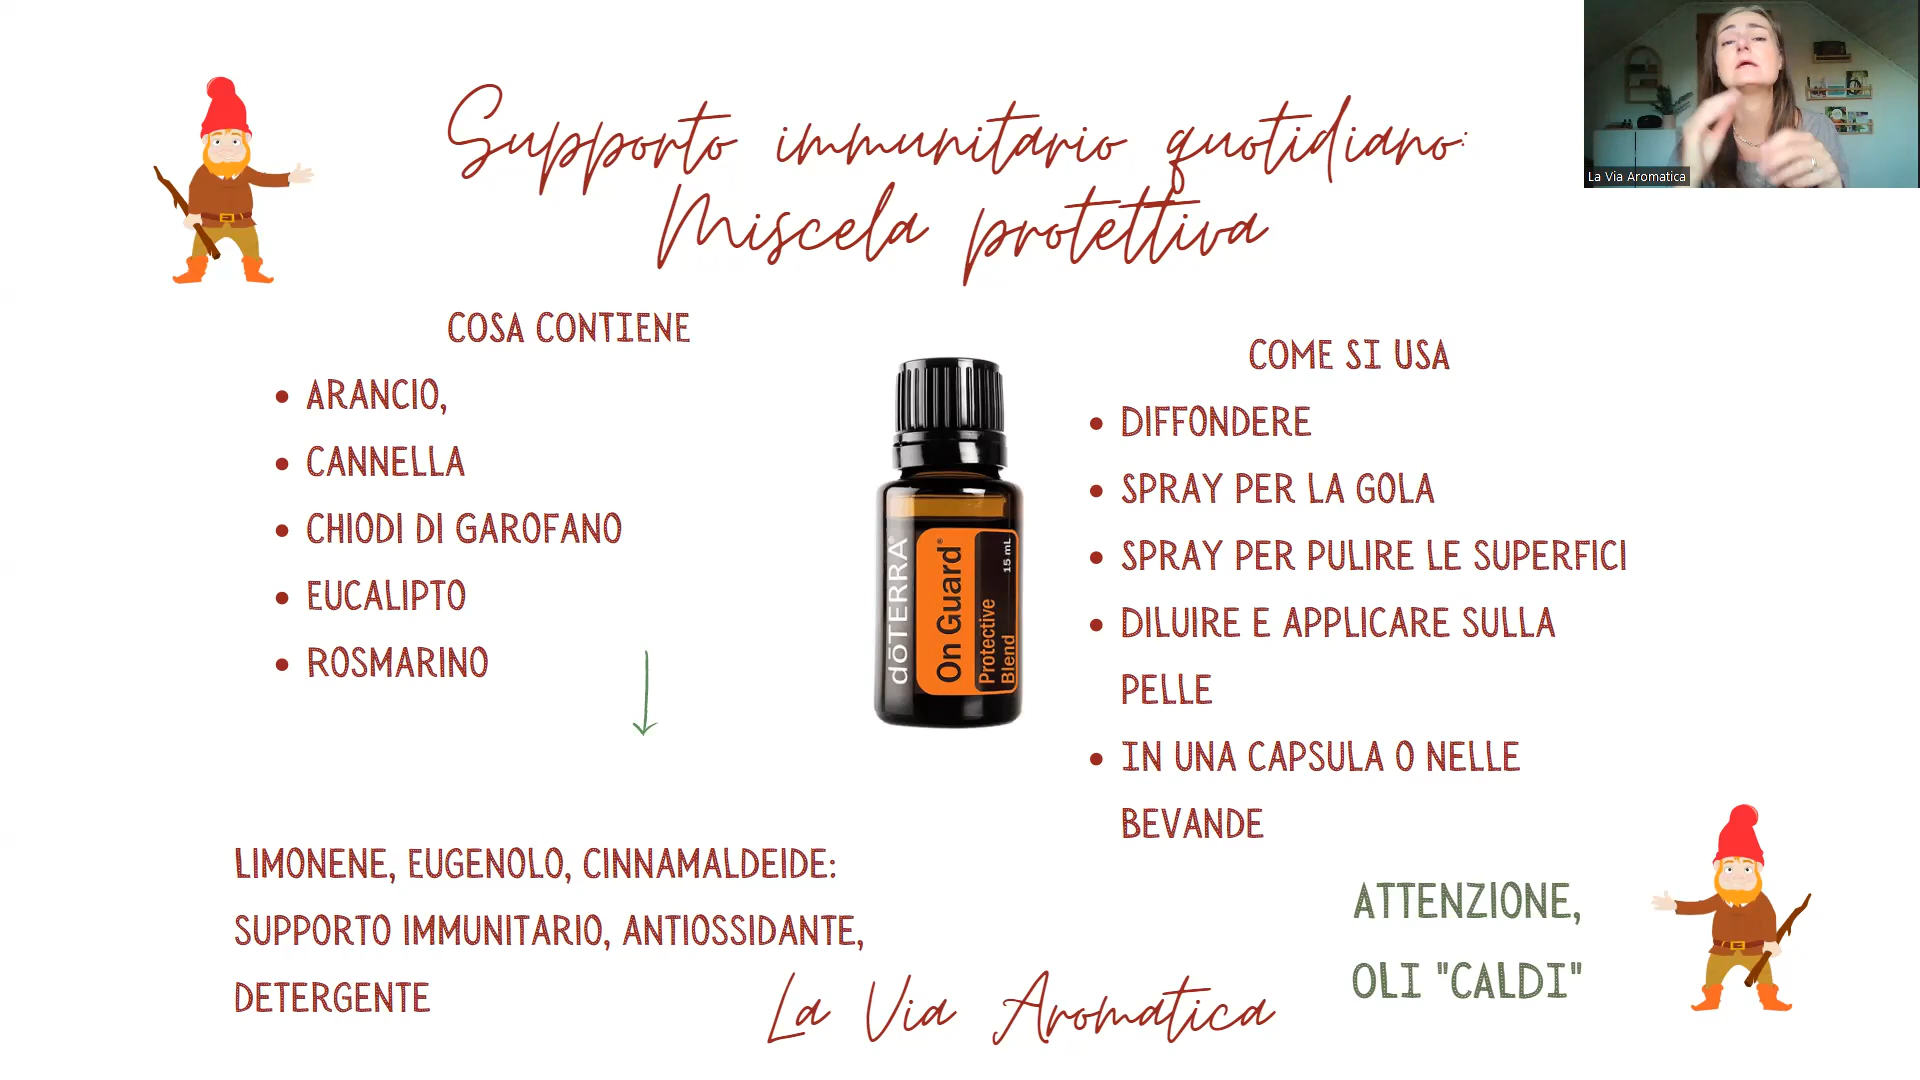 Supporto immunitario quotidiano:
Miscela protettiva
La Via Aromatica
COSA CONTIENE
• ARANCIO,
• CANNELLA
• CHIODI DI GAROFANO
• EUCALIPTO
• ROSMARINO
LIMONENE, EUGENOLO, CINNAMALDEIDE:
SUPPORTO IMMUNITARIO, ANTIOSSIDANTE,
DETERGENTE
dōTERRA®
On Guard®
Protective
Blend
15 mL
COME SI USA
• DIFFONDERE
• SPRAY PER LA GOLA
• SPRAY PER PULIRE LE SUPERFICI
• DILUIRE E APPLICARE SULLA
PELLE
• IN UNA CAPSULA O NELLE
BEVANDE
ATTENZIONE,
OLI "CALDI"
La Via Aromatica